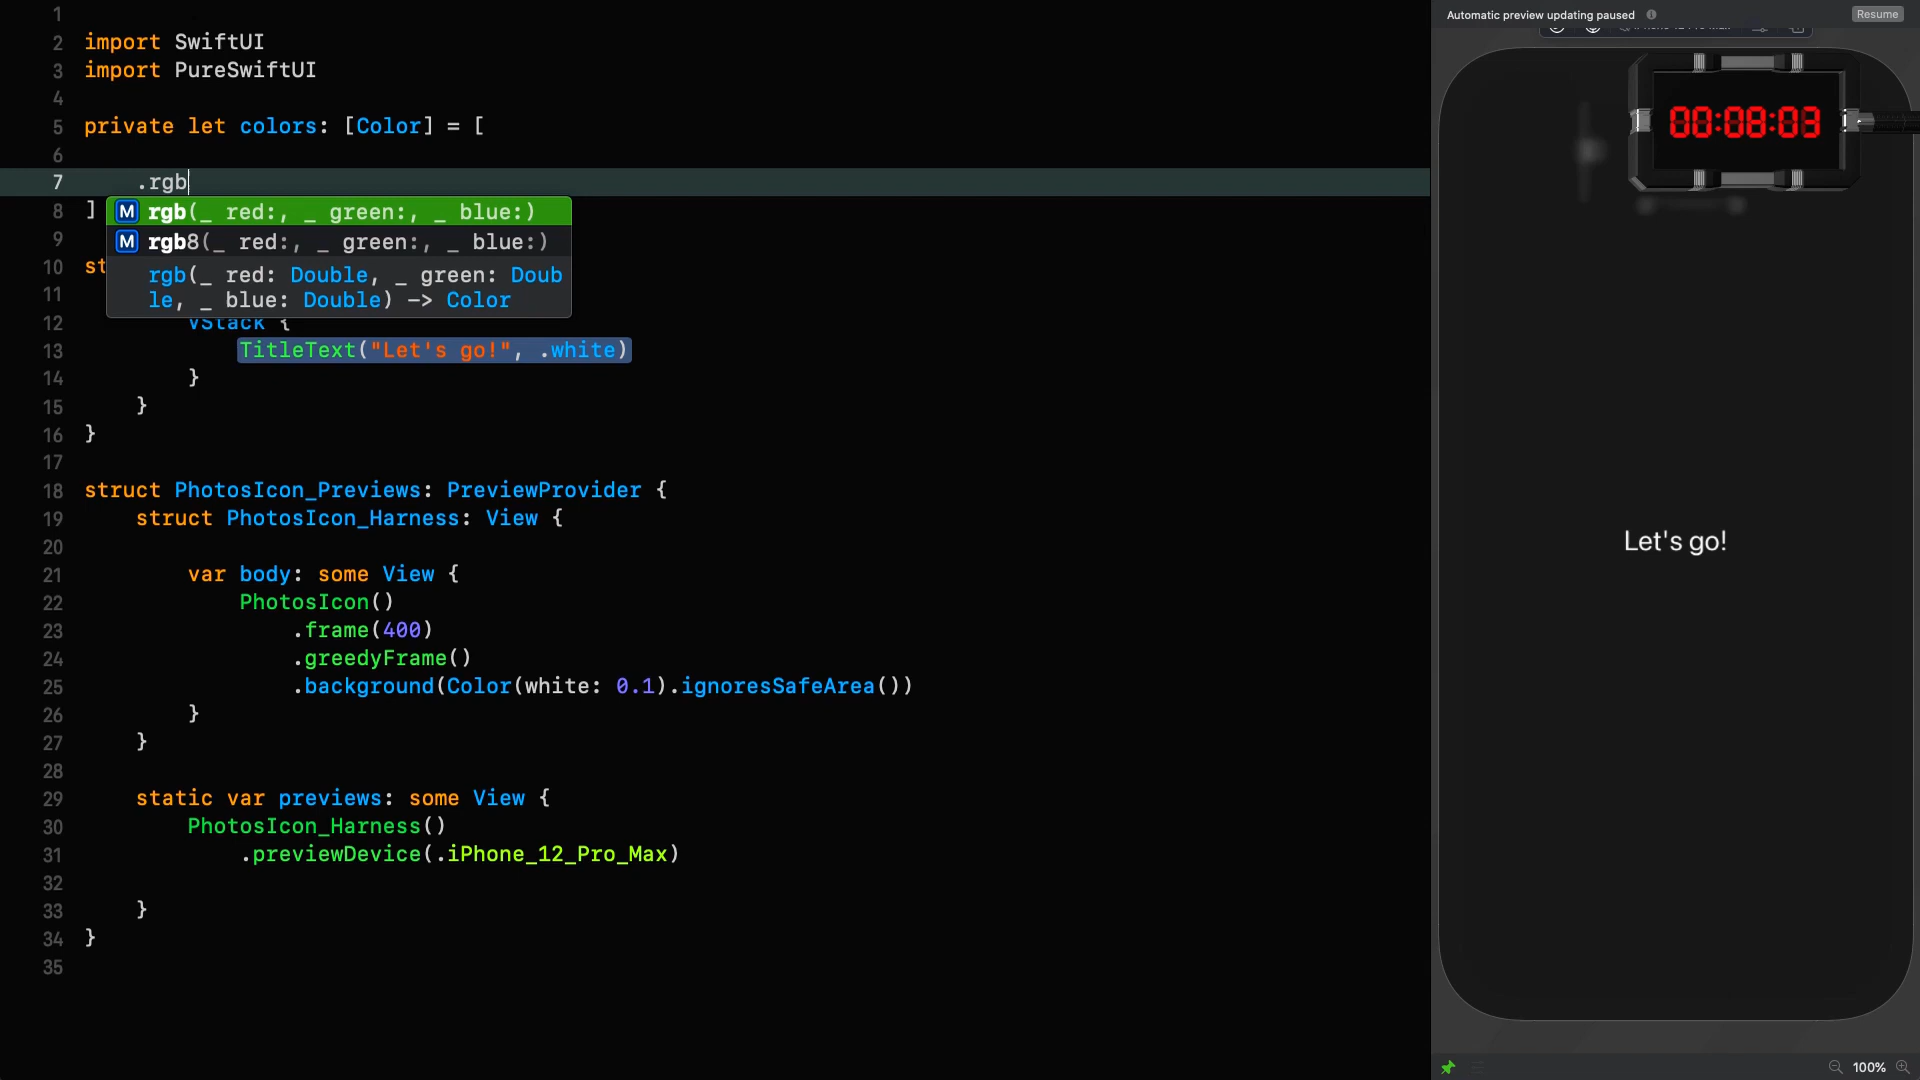 1
2 import SwiftUI
3 import PureSwiftUI
4
5 private let colors: [Color] = [
6
7 .rgb
8 ]
M rgb(_ red:, _ green:, _ blue:)
9
M rgb8(_ red:, _ green:, _ blue:)
10 st
rgb(_ red: Double, _ green: Doub
11
le, _ blue: Double) -> Color
12 VStack {
13 TitleText("Let's go!", .white)
14 }
15 }
16 }
17
18 struct PhotosIcon_Previews: PreviewProvider {
19 struct PhotosIcon_Harness: View {
20
21 var body: some View {
22 PhotosIcon()
23 .frame(400)
24 .greedyFrame()
25 .background(Color(white: 0.1).ignoresSafeArea())
26 }
27 }
28
29 static var previews: some View {
30 PhotosIcon_Harness()
31 .previewDevice(.iPhone_12_Pro_Max)
32
33 }
34 }
35
Automatic preview updating paused
Resume
00:08:03
Let's go!
100%